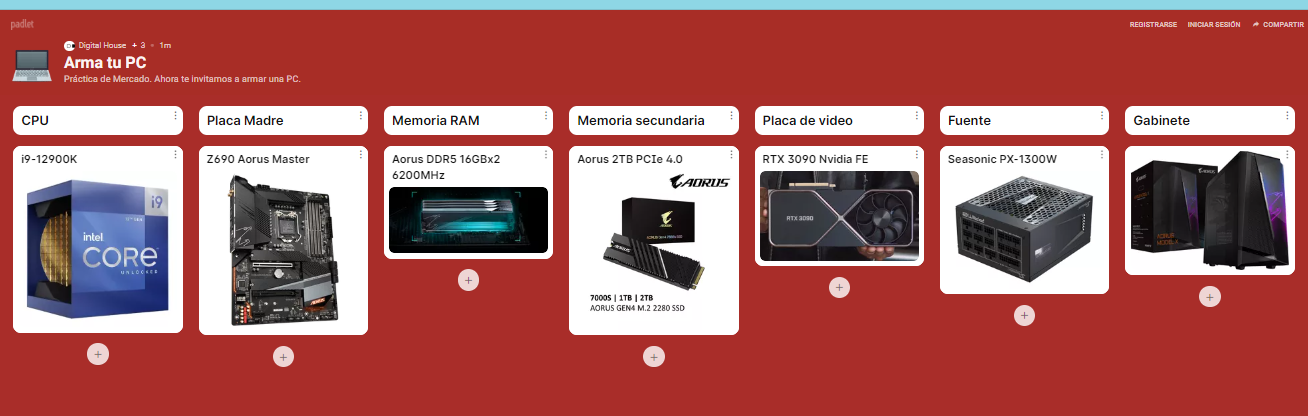 padlet
REGISTRARSE INICIAR SESIÓN COMPARTIR
Digital House + 3 • 1m
Arma tu PC
Práctica de Mercado. Ahora te invitamos a armar una PC.
CPU
i9-12900K
i9
intel
CORE
UNLOCKED
Placa Madre
Z690 Aorus Master
AORUS
Memoria RAM
Aorus DDR5 16GBx2
6200MHz
Memoria secundaria
Aorus 2TB PCIe 4.0
AORUS
AORUS
7000S | 1TB | 2TB
AORUS GEN4 M.2 2280 SSD
Placa de video
RTX 3090 Nvidia FE
RTX 3090
Fuente
Seasonic PX-1300W
Gabinete